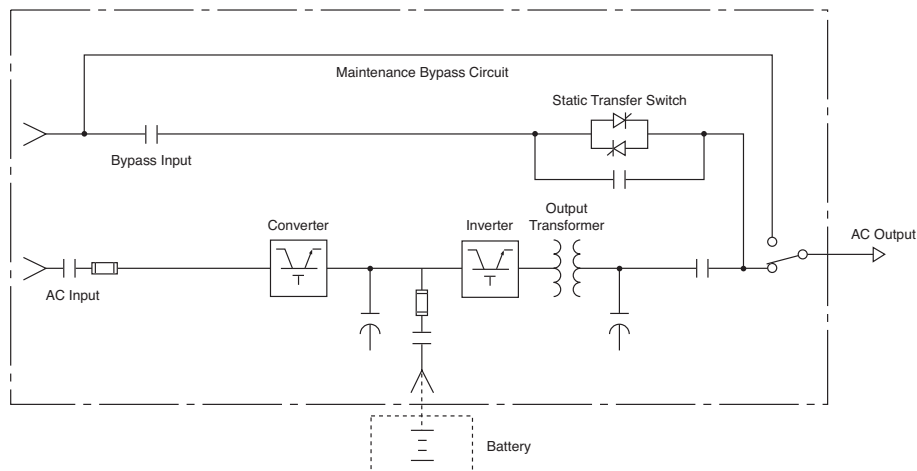 Maintenance Bypass Circuit
Static Transfer Switch
Bypass Input
Converter
Inverter
Output
Transformer
AC Output
AC Input
Battery